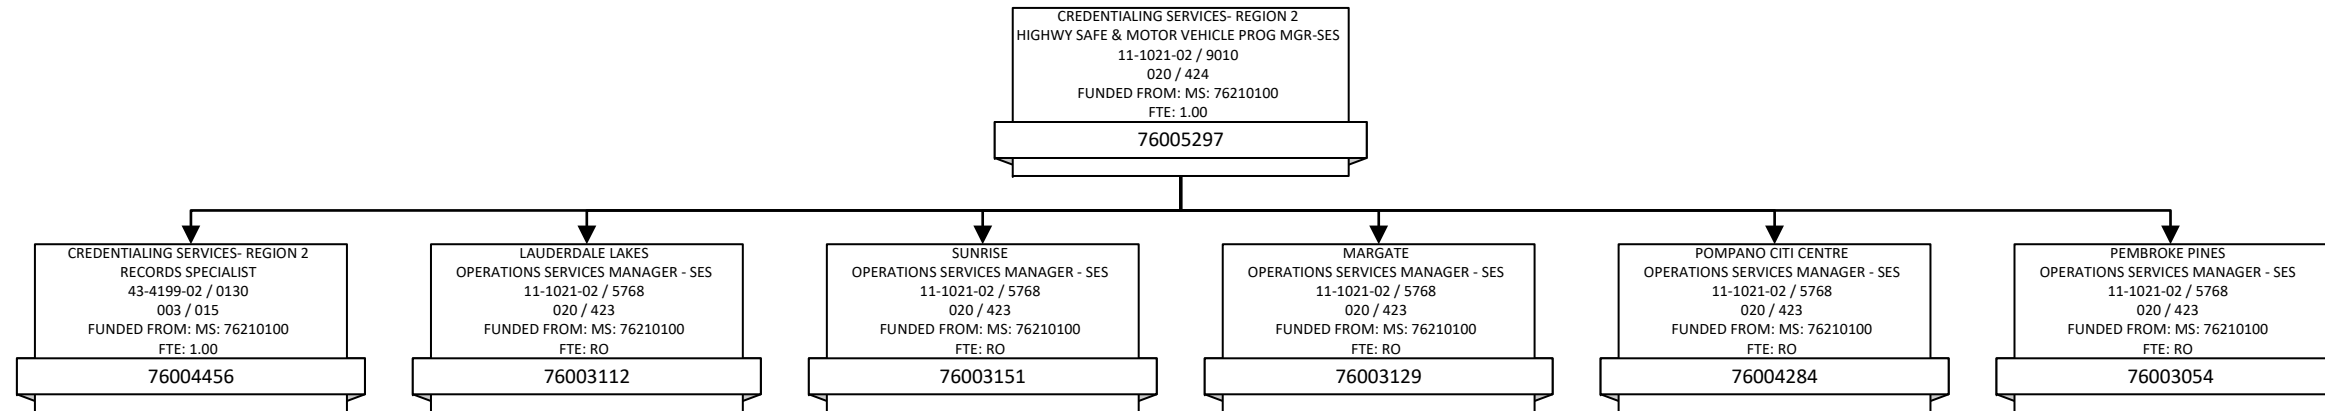 CREDENTIALING SERVICES- REGION 2
HIGHWY SAFE & MOTOR VEHICLE PROG MGR-SES
11-1021-02 / 9010
020 / 424
FUNDED FROM: MS: 76210100
FTE: 1.00
76005297
CREDENTIALING SERVICES- REGION 2
RECORDS SPECIALIST
43-4199-02 / 0130
003 / 015
FUNDED FROM: MS: 76210100
FTE: 1.00
76004456
LAUDERDALE LAKES
OPERATIONS SERVICES MANAGER - SES
11-1021-02 / 5768
020 / 423
FUNDED FROM: MS: 76210100
FTE: RO
76003112
SUNRISE
OPERATIONS SERVICES MANAGER - SES
11-1021-02 / 5768
020 / 423
FUNDED FROM: MS: 76210100
FTE: RO
76003151
MARGATE
OPERATIONS SERVICES MANAGER - SES
11-1021-02 / 5768
020 / 423
FUNDED FROM: MS: 76210100
FTE: RO
76003129
POMPANO CITI CENTRE
OPERATIONS SERVICES MANAGER - SES
11-1021-02 / 5768
020 / 423
FUNDED FROM: MS: 76210100
FTE: RO
76004284
PEMBROKE PINES
OPERATIONS SERVICES MANAGER - SES
11-1021-02 / 5768
020 / 423
FUNDED FROM: MS: 76210100
FTE: RO
76003054